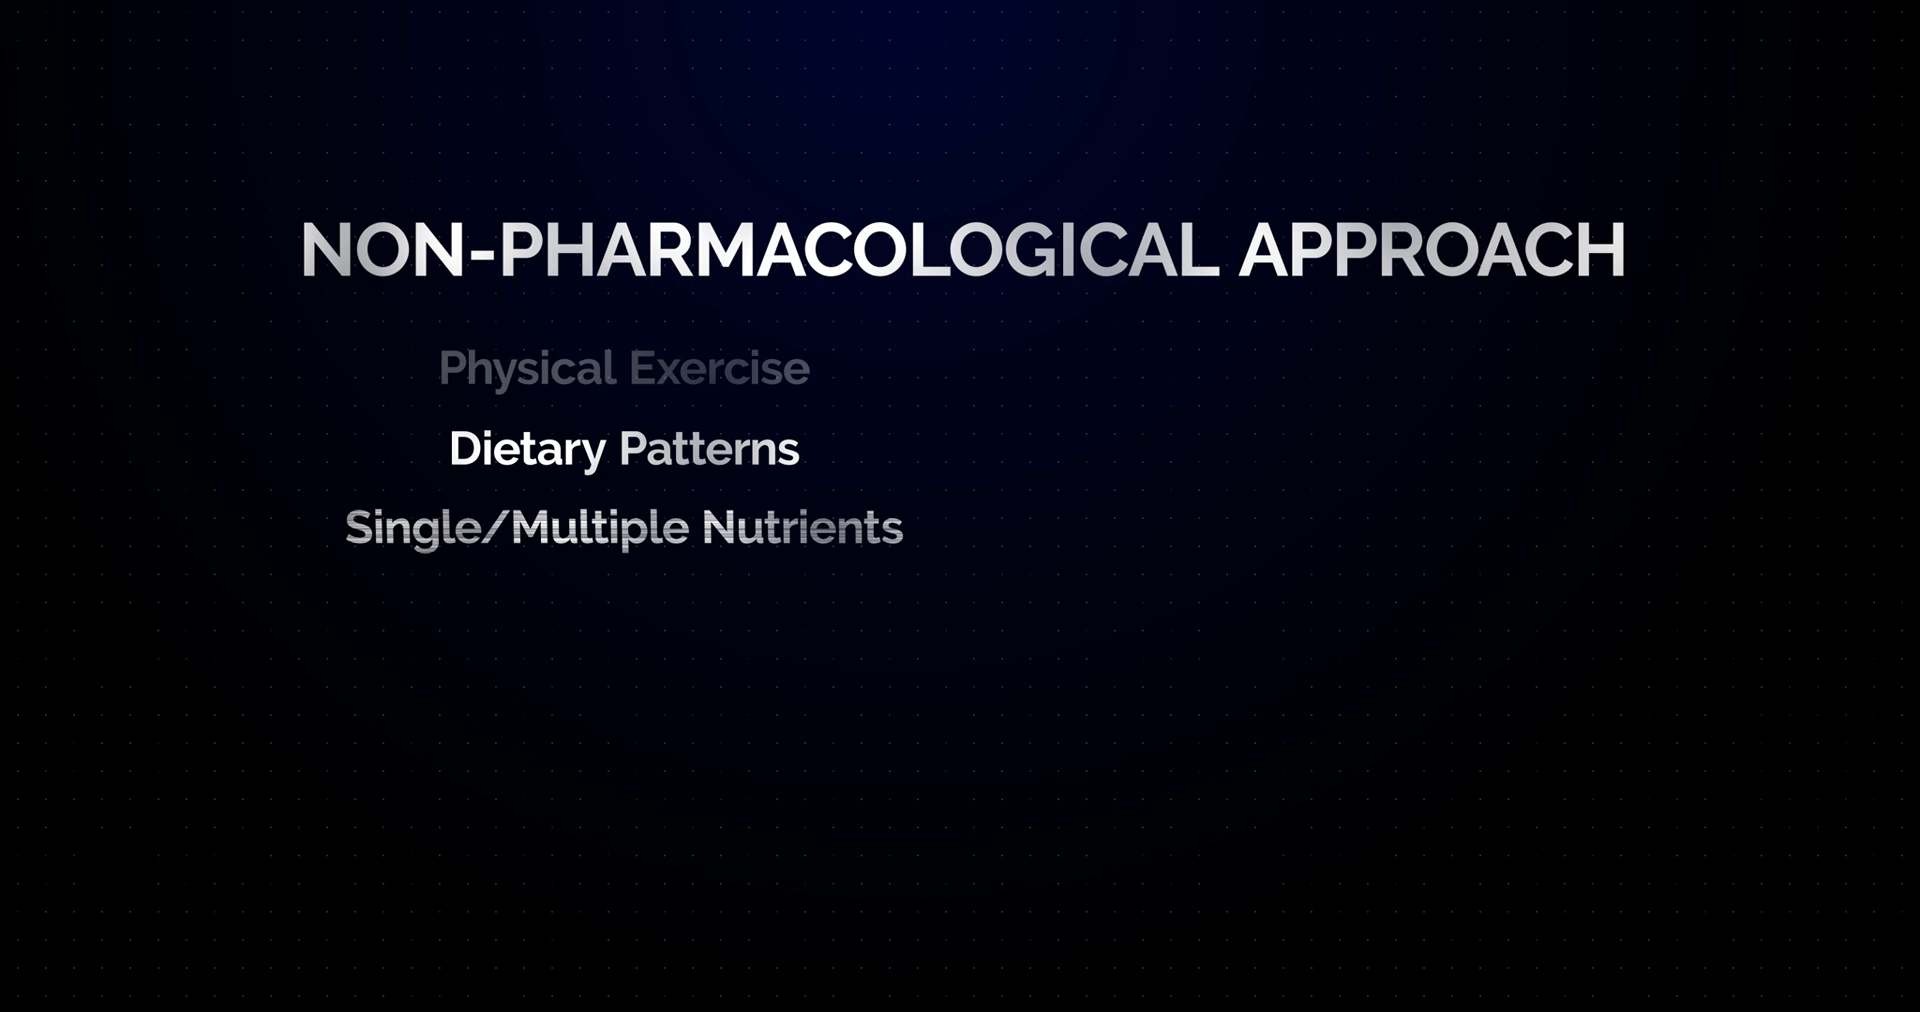 NON-PHARMACOLOGICAL APPROACH
Physical Exercise
Dietary Patterns
Single/Multiple Nutrients